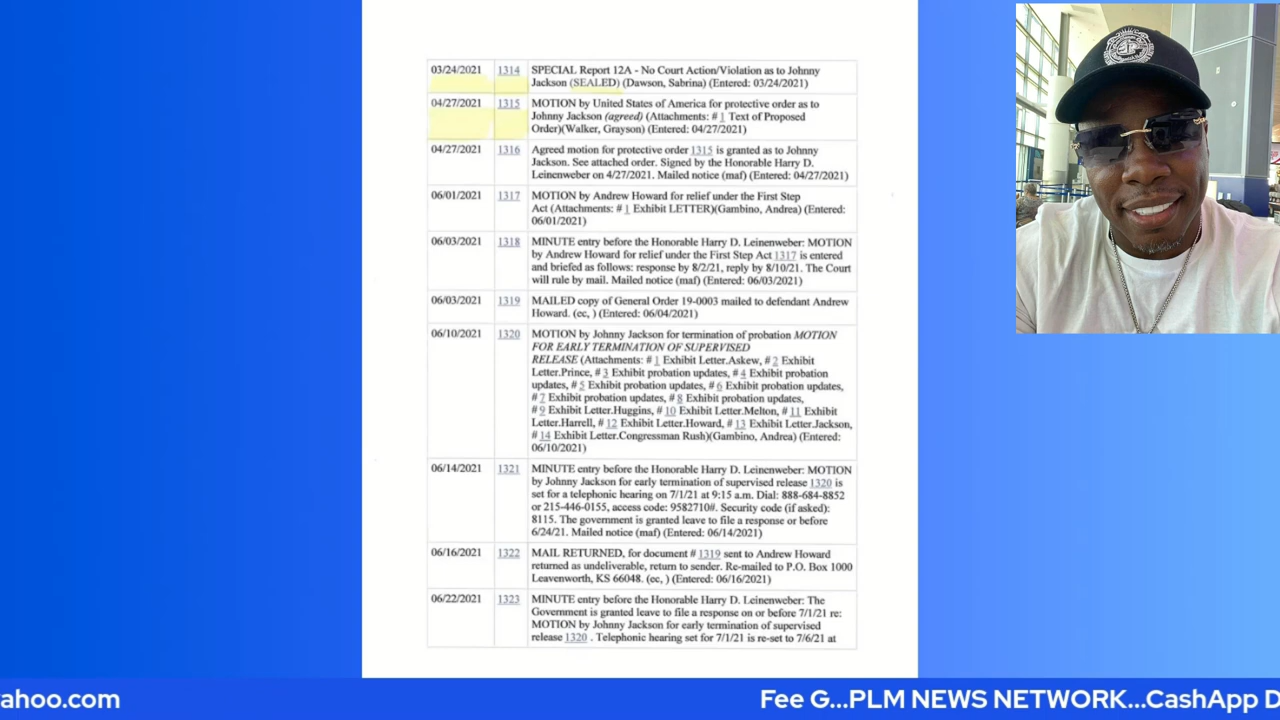 03/24/2021 1314 SPECIAL Report 12A - No Court Action/Violation as to Johnny
Jackson (SEALED) (Dawson, Sabrina) (Entered: 03/24/2021)
04/27/2021 1315 MOTION by United States of America for protective order as to
Johnny Jackson (agreed) (Attachments: # 1 Text of Proposed
Order)(Walker, Grayson) (Entered: 04/27/2021)
04/27/2021 1316 Agreed motion for protective order 1315 is granted as to Johnny
Jackson. See attached order. Signed by the Honorable Harry D.
Leinenweber on 4/27/2021. Mailed notice (maf) (Entered: 04/27/2021)
06/01/2021 1317 MOTION by Andrew Howard for relief under the First Step
Act (Attachments: # 1 Exhibit LETTER)(Gambino, Andrea) (Entered:
06/01/2021)
06/03/2021 1318 MINUTE entry before the Honorable Harry D. Leinenweber: MOTION
by Andrew Howard for relief under the First Step Act 1317 is entered
and briefed as follows: response by 8/2/21, reply by 8/10/21. The Court
will rule by mail. Mailed notice (maf) (Entered: 06/03/2021)
06/03/2021 1319 MAILED copy of General Order 19-0003 mailed to defendant Andrew
Howard. (cc, ) (Entered: 06/04/2021)
06/10/2021 1320 MOTION by Johnny Jackson for termination of probation MOTION
FOR EARLY TERMINATION OF SUPERVISED
RELEASE (Attachments: # 1 Exhibit Letter.Askew, # 2 Exhibit
Letter.Prince, # 3 Exhibit probation updates, # 4 Exhibit probation
updates, # 5 Exhibit probation updates, # 6 Exhibit probation updates,
# 7 Exhibit probation updates, # 8 Exhibit probation updates,
# 9 Exhibit Letter.Huggins, # 10 Exhibit Letter.Melton, # 11 Exhibit
Letter.Harrell, # 12 Exhibit Letter.Howard, # 13 Exhibit Letter.Jackson,
# 14 Exhibit Letter.Congressman Rush)(Gambino, Andrea) (Entered:
06/10/2021)
06/14/2021 1321 MINUTE entry before the Honorable Harry D. Leinenweber: MOTION
by Johnny Jackson for early termination of supervised release 1320 is
set for a telephonic hearing on 7/1/21 at 9:15 a.m. Dial: 888-684-8852
or 215-446-0155, access code: 9582710#. Security code (if asked):
8115. The government is granted leave to file a response or before
6/24/21. Mailed notice (maf) (Entered: 06/14/2021)
06/16/2021 1322 MAIL RETURNED, for document # 1319 sent to Andrew Howard
returned as undeliverable, return to sender. Re-mailed to P.O. Box 1000
Leavenworth, KS 66048. (cc, ) (Entered: 06/16/2021)
06/22/2021 1323 MINUTE entry before the Honorable Harry D. Leinenweber: The
Government is granted leave to file a response on or before 7/1/21 re:
MOTION by Johnny Jackson for early termination of supervised
release 1320 . Telephonic hearing set for 7/1/21 is re-set to 7/6/21 at
ahoo.com Fee G...PLM NEWS NETWORK...CashApp D